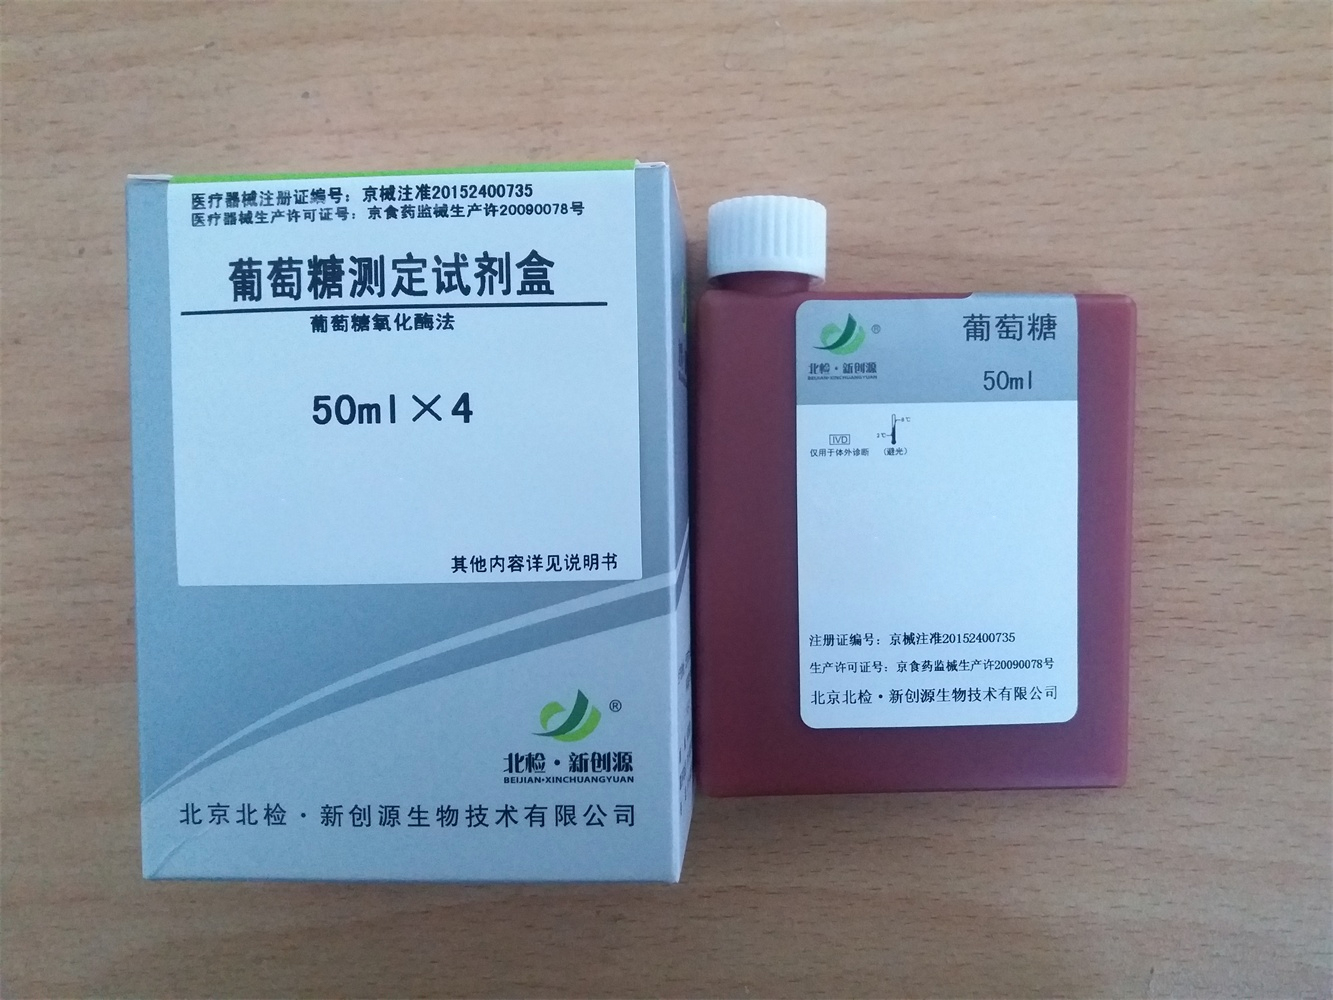 医疗器械注册证编号：京械注准20152400735
医疗器械生产许可证号：京食药监械生产许20090078号
葡萄糖测定试剂盒
葡萄糖氧化酶法
50ml×4
其他内容详见说明书
®
北检·新创源
BEIJIAN·XINCHUANGYUAN
北京北检·新创源生物技术有限公司
®
北检·新创源
BEIJIAN·XINCHUANGYUAN
葡萄糖
50ml
IVD
仅用于体外诊断
8℃
2℃
(避光)
注册证编号：京械注准20152400735
生产许可证号：京食药监械生产许20090078号
北京北检·新创源生物技术有限公司